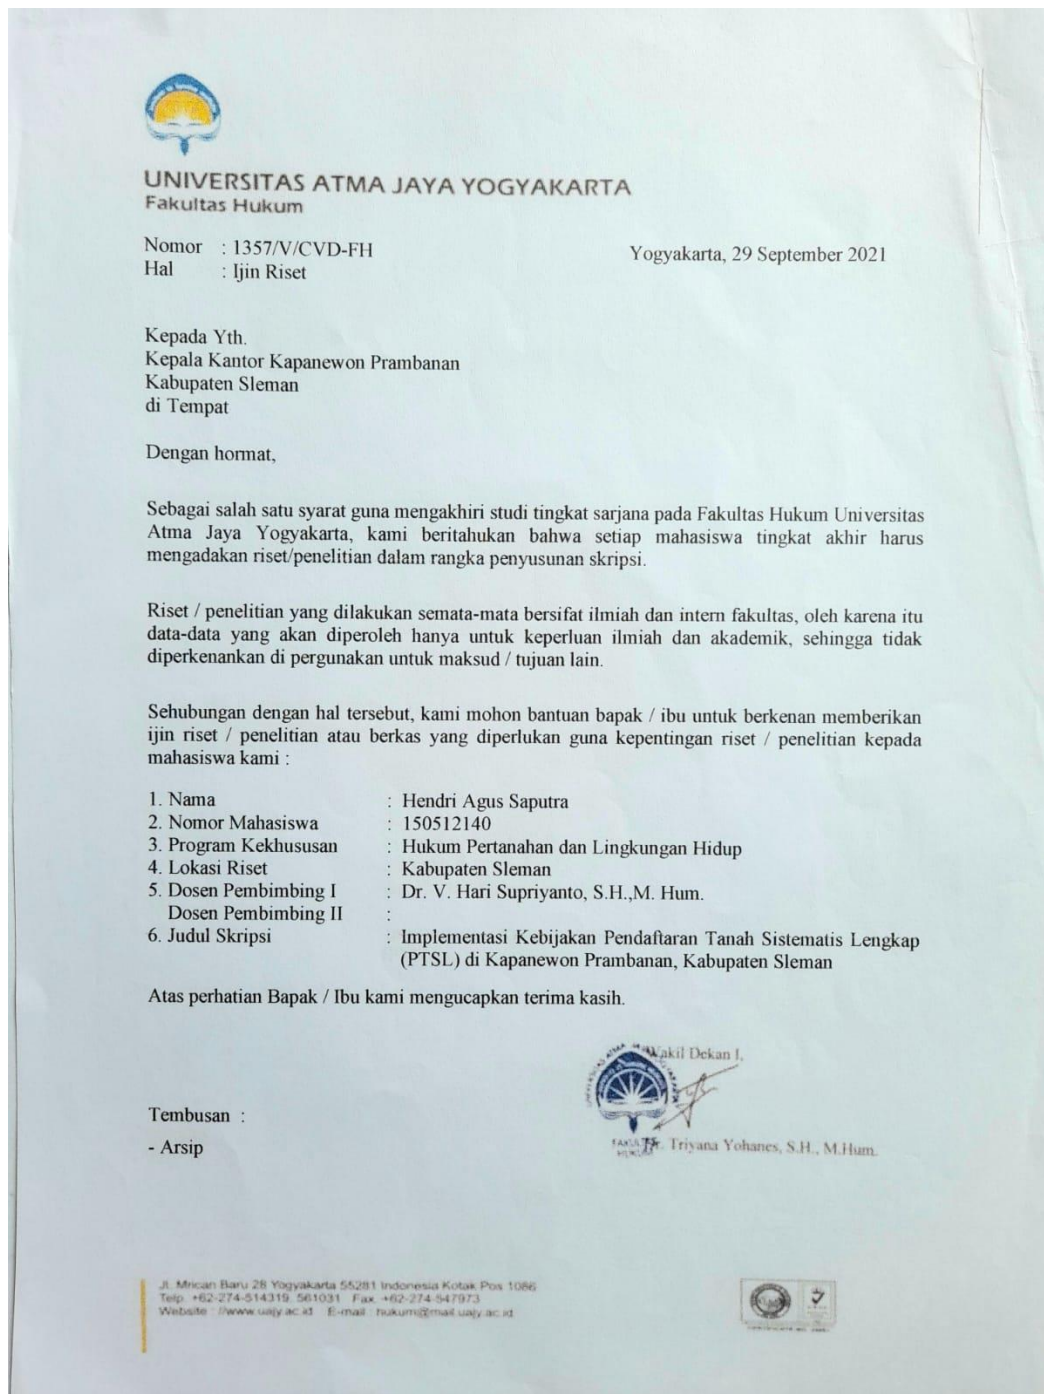 UNIVERSITAS ATMA JAYA YOGYAKARTA
Fakultas Hukum
Nomor : 1357/V/CVD-FH
Yogyakarta, 29 September 2021
Hal : Ijin Riset
Kepada Yth.
Kepala Kantor Kapanewon Prambanan
Kabupaten Sleman
di Tempat
Dengan hormat,
Sebagai salah satu syarat guna mengakhiri studi tingkat sarjana pada Fakultas Hukum Universitas
Atma Jaya Yogyakarta, kami beritahukan bahwa setiap mahasiswa tingkat akhir harus
mengadakan riset/penelitian dalam rangka penyusunan skripsi.
Riset / penelitian yang dilakukan semata-mata bersifat ilmiah dan intern fakultas, oleh karena itu
data-data yang akan diperoleh hanya untuk keperluan ilmiah dan akademik, sehingga tidak
diperkenankan di pergunakan untuk maksud / tujuan lain.
Sehubungan dengan hal tersebut, kami mohon bantuan bapak / ibu untuk berkenan memberikan
ijin riset / penelitian atau berkas yang diperlukan guna kepentingan riset / penelitian kepada
mahasiswa kami :
1. Nama : Hendri Agus Saputra
2. Nomor Mahasiswa : 150512140
3. Program Kekhususan : Hukum Pertanahan dan Lingkungan Hidup
4. Lokasi Riset : Kabupaten Sleman
5. Dosen Pembimbing I : Dr. V. Hari Supriyanto, S.H.,M. Hum.
Dosen Pembimbing II :
6. Judul Skripsi : Implementasi Kebijakan Pendaftaran Tanah Sistematis Lengkap
(PTSL) di Kapanewon Prambanan, Kabupaten Sleman
Atas perhatian Bapak / Ibu kami mengucapkan terima kasih.
Wakil Dekan I,
Tembusan :
- Arsip
FAKULTAS
HUKUM
Dr. Triyana Yohanes, S.H., M.Hum.
Jl. Mrican Baru 28 Yogyakarta 55281 Indonesia Kotak Pos 1086
Telp. +62-274-514319, 561031 Fax. +62-274-547973
Website : //www.uajy.ac.id E-mail : hukum@mail.uajy.ac.id